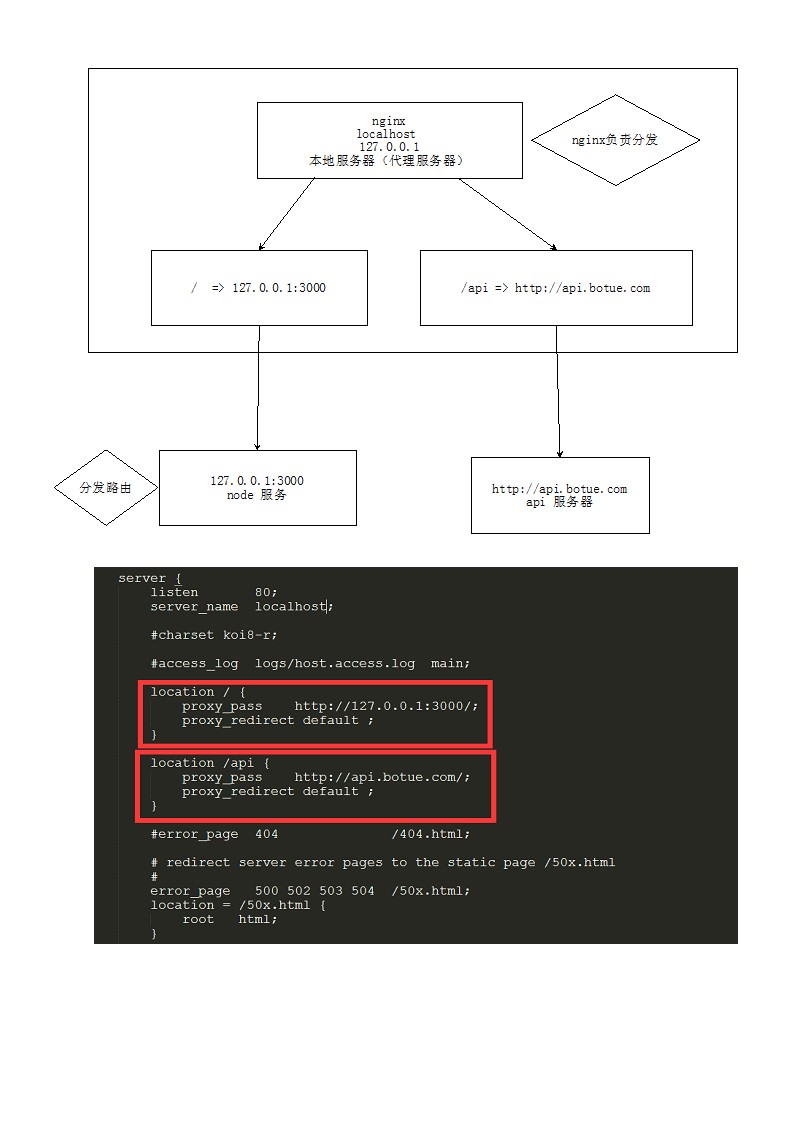 nginx
localhost
127.0.0.1
本地服务器（代理服务器）
nginx负责分发
/  => 127.0.0.1:3000
/api => http://api.botue.com
分发路由
127.0.0.1:3000
node 服务
http://api.botue.com
api 服务器
server {
    listen       80;
    server_name  localhost;
    #charset koi8-r;
    #access_log  logs/host.access.log  main;
    location / {
        proxy_pass    http://127.0.0.1:3000/;
        proxy_redirect default ;
    }
    location /api {
        proxy_pass    http://api.botue.com/;
        proxy_redirect default ;
    }
    #error_page  404              /404.html;
    # redirect server error pages to the static page /50x.html
    #
    error_page   500 502 503 504  /50x.html;
    location = /50x.html {
        root   html;
    }